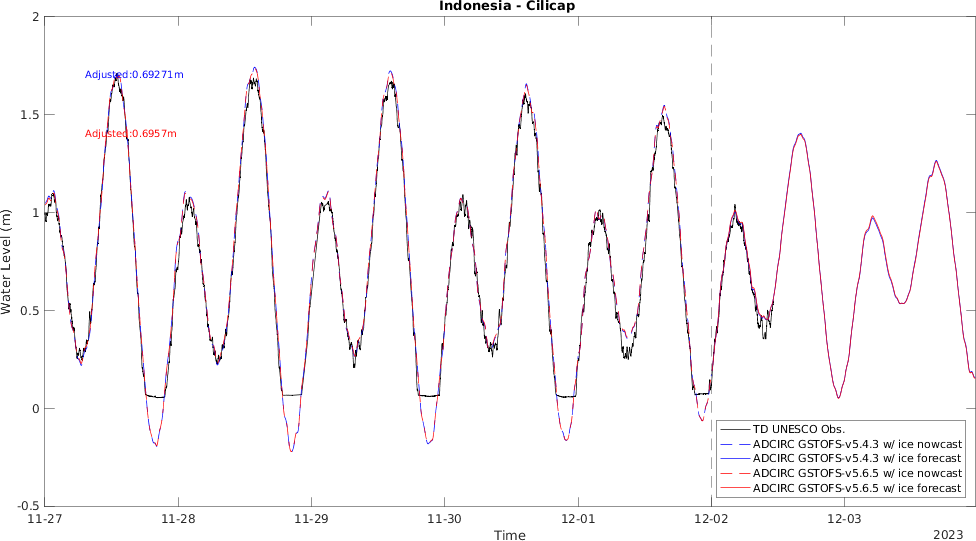 Indonesia - Cilicap
Water Level (m)
2
1.5
1
0.5
0
-0.5
Adjusted:0.69271m
Adjusted:0.6957m
TD UNESCO Obs.
ADCIRC GSTOFS-v5.4.3 w/ ice nowcast
ADCIRC GSTOFS-v5.4.3 w/ ice forecast
ADCIRC GSTOFS-v5.6.5 w/ ice nowcast
ADCIRC GSTOFS-v5.6.5 w/ ice forecast
11-27 11-28 11-29 11-30 12-01 12-02 12-03
Time
2023